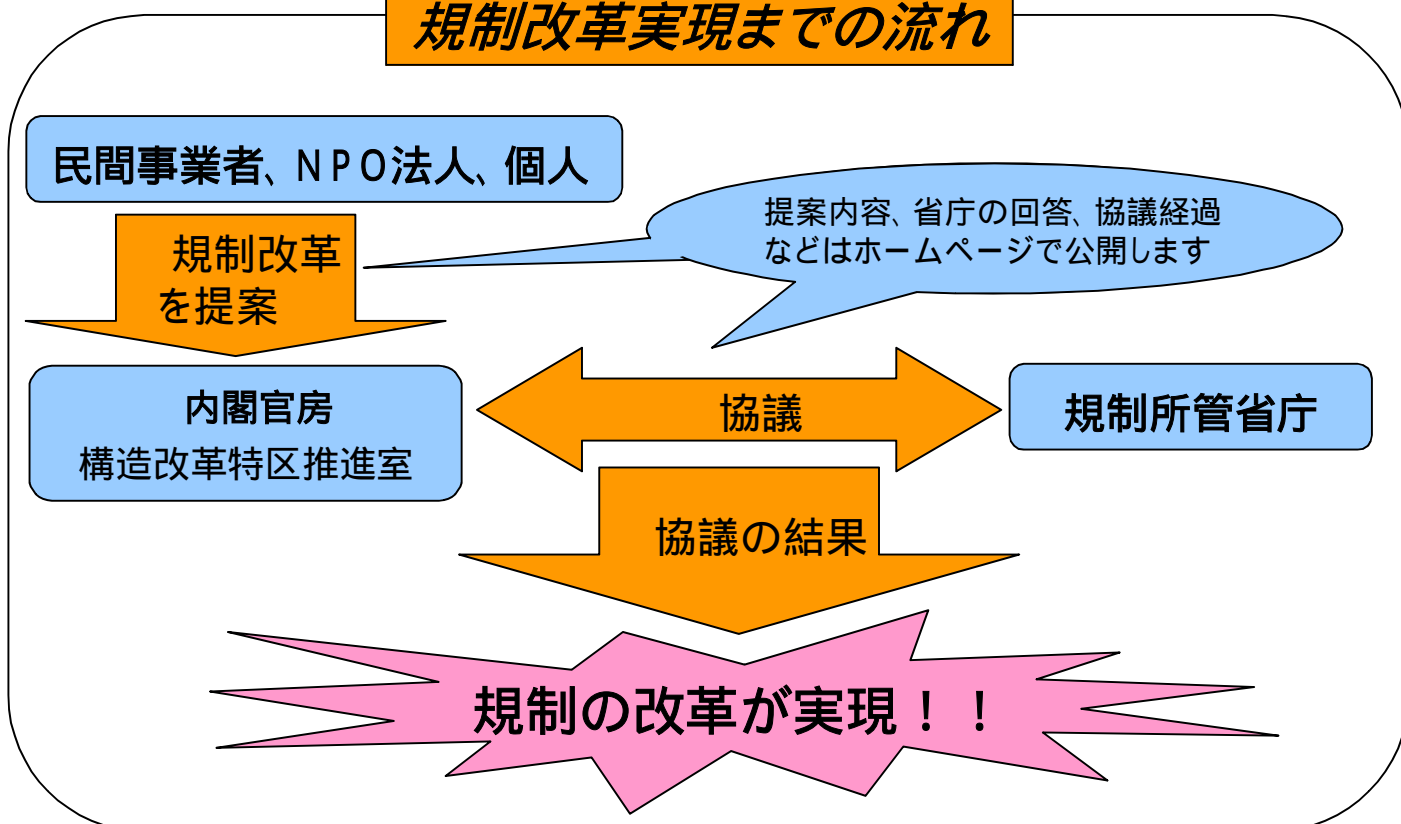 規制改革実現までの流れ
民間事業者、NPO法人、個人
提案内容、省庁の回答、協議経過
などはホームページで公開します
規制改革
を提案
内閣官房
構造改革特区推進室
協議
規制所管省庁
協議の結果
規制の改革が実現！！